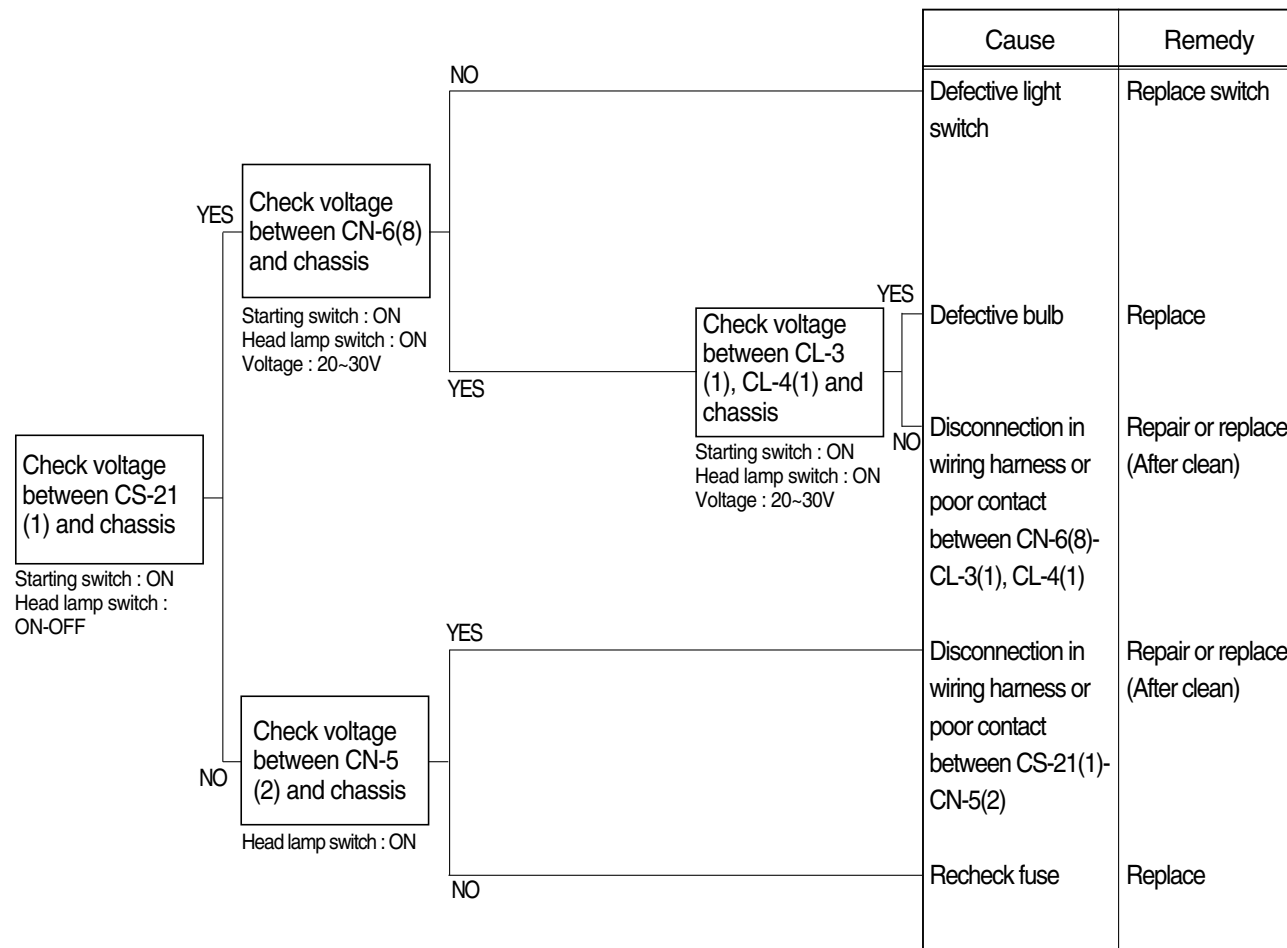 Cause
Remedy
NO
Defective light
switch
Replace switch
YES
Check voltage
between CN-6(8)
and chassis
Starting switch : ON
Head lamp switch : ON
Voltage : 20~30V
YES
Check voltage
between CL-3
(1), CL-4(1) and
chassis
Starting switch : ON
Head lamp switch : ON
Voltage : 20~30V
YES
Defective bulb
Replace
NO
Disconnection in
wiring harness or
poor contact
between CN-6(8)-
CL-3(1), CL-4(1)
Repair or replace
(After clean)
Check voltage
between CS-21
(1) and chassis
Starting switch : ON
Head lamp switch :
ON-OFF
YES
Disconnection in
wiring harness or
poor contact
between CS-21(1)-
CN-5(2)
Repair or replace
(After clean)
NO
Check voltage
between CN-5
(2) and chassis
Head lamp switch : ON
NO
Recheck fuse
Replace